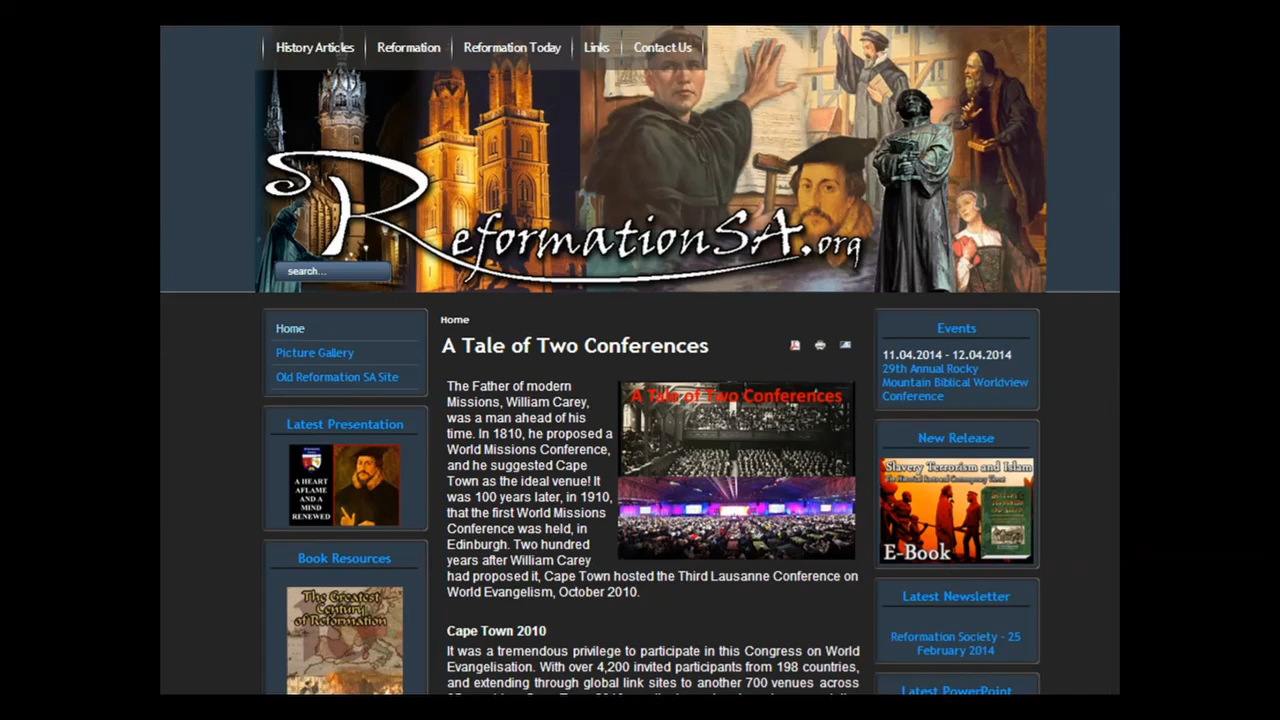 History Articles
Reformation
Reformation Today
Links
Contact Us
ReformationSA.org
search...
Home
Picture Gallery
Old Reformation SA Site
Latest Presentation
A HEART
AFLAME
AND A
MIND
RENEWED
Book Resources
The Greatest
Century
of Reformation
Home
A Tale of Two Conferences
The Father of modern
Missions, William Carey,
was a man ahead of his
time. In 1810, he proposed a
World Missions Conference,
and he suggested Cape
Town as the ideal venue! It
was 100 years later, in 1910,
that the first World Missions
Conference was held, in
Edinburgh. Two hundred
years after William Carey
had proposed it, Cape Town hosted the Third Lausanne Conference on
World Evangelism, October 2010.
A Tale of Two Conferences
Cape Town 2010
It was a tremendous privilege to participate in this Congress on World
Evangelisation. With over 4,200 invited participants from 198 countries,
and extending through global link sites to another 700 venues across
Events
11.04.2014 - 12.04.2014
29th Annual Rocky
Mountain Biblical Worldview
Conference
New Release
Slavery Terrorism and Islam
The Historical Roots and Contemporary Threat
E-Book
Latest Newsletter
Reformation Society - 25
February 2014
Latest PowerPoint